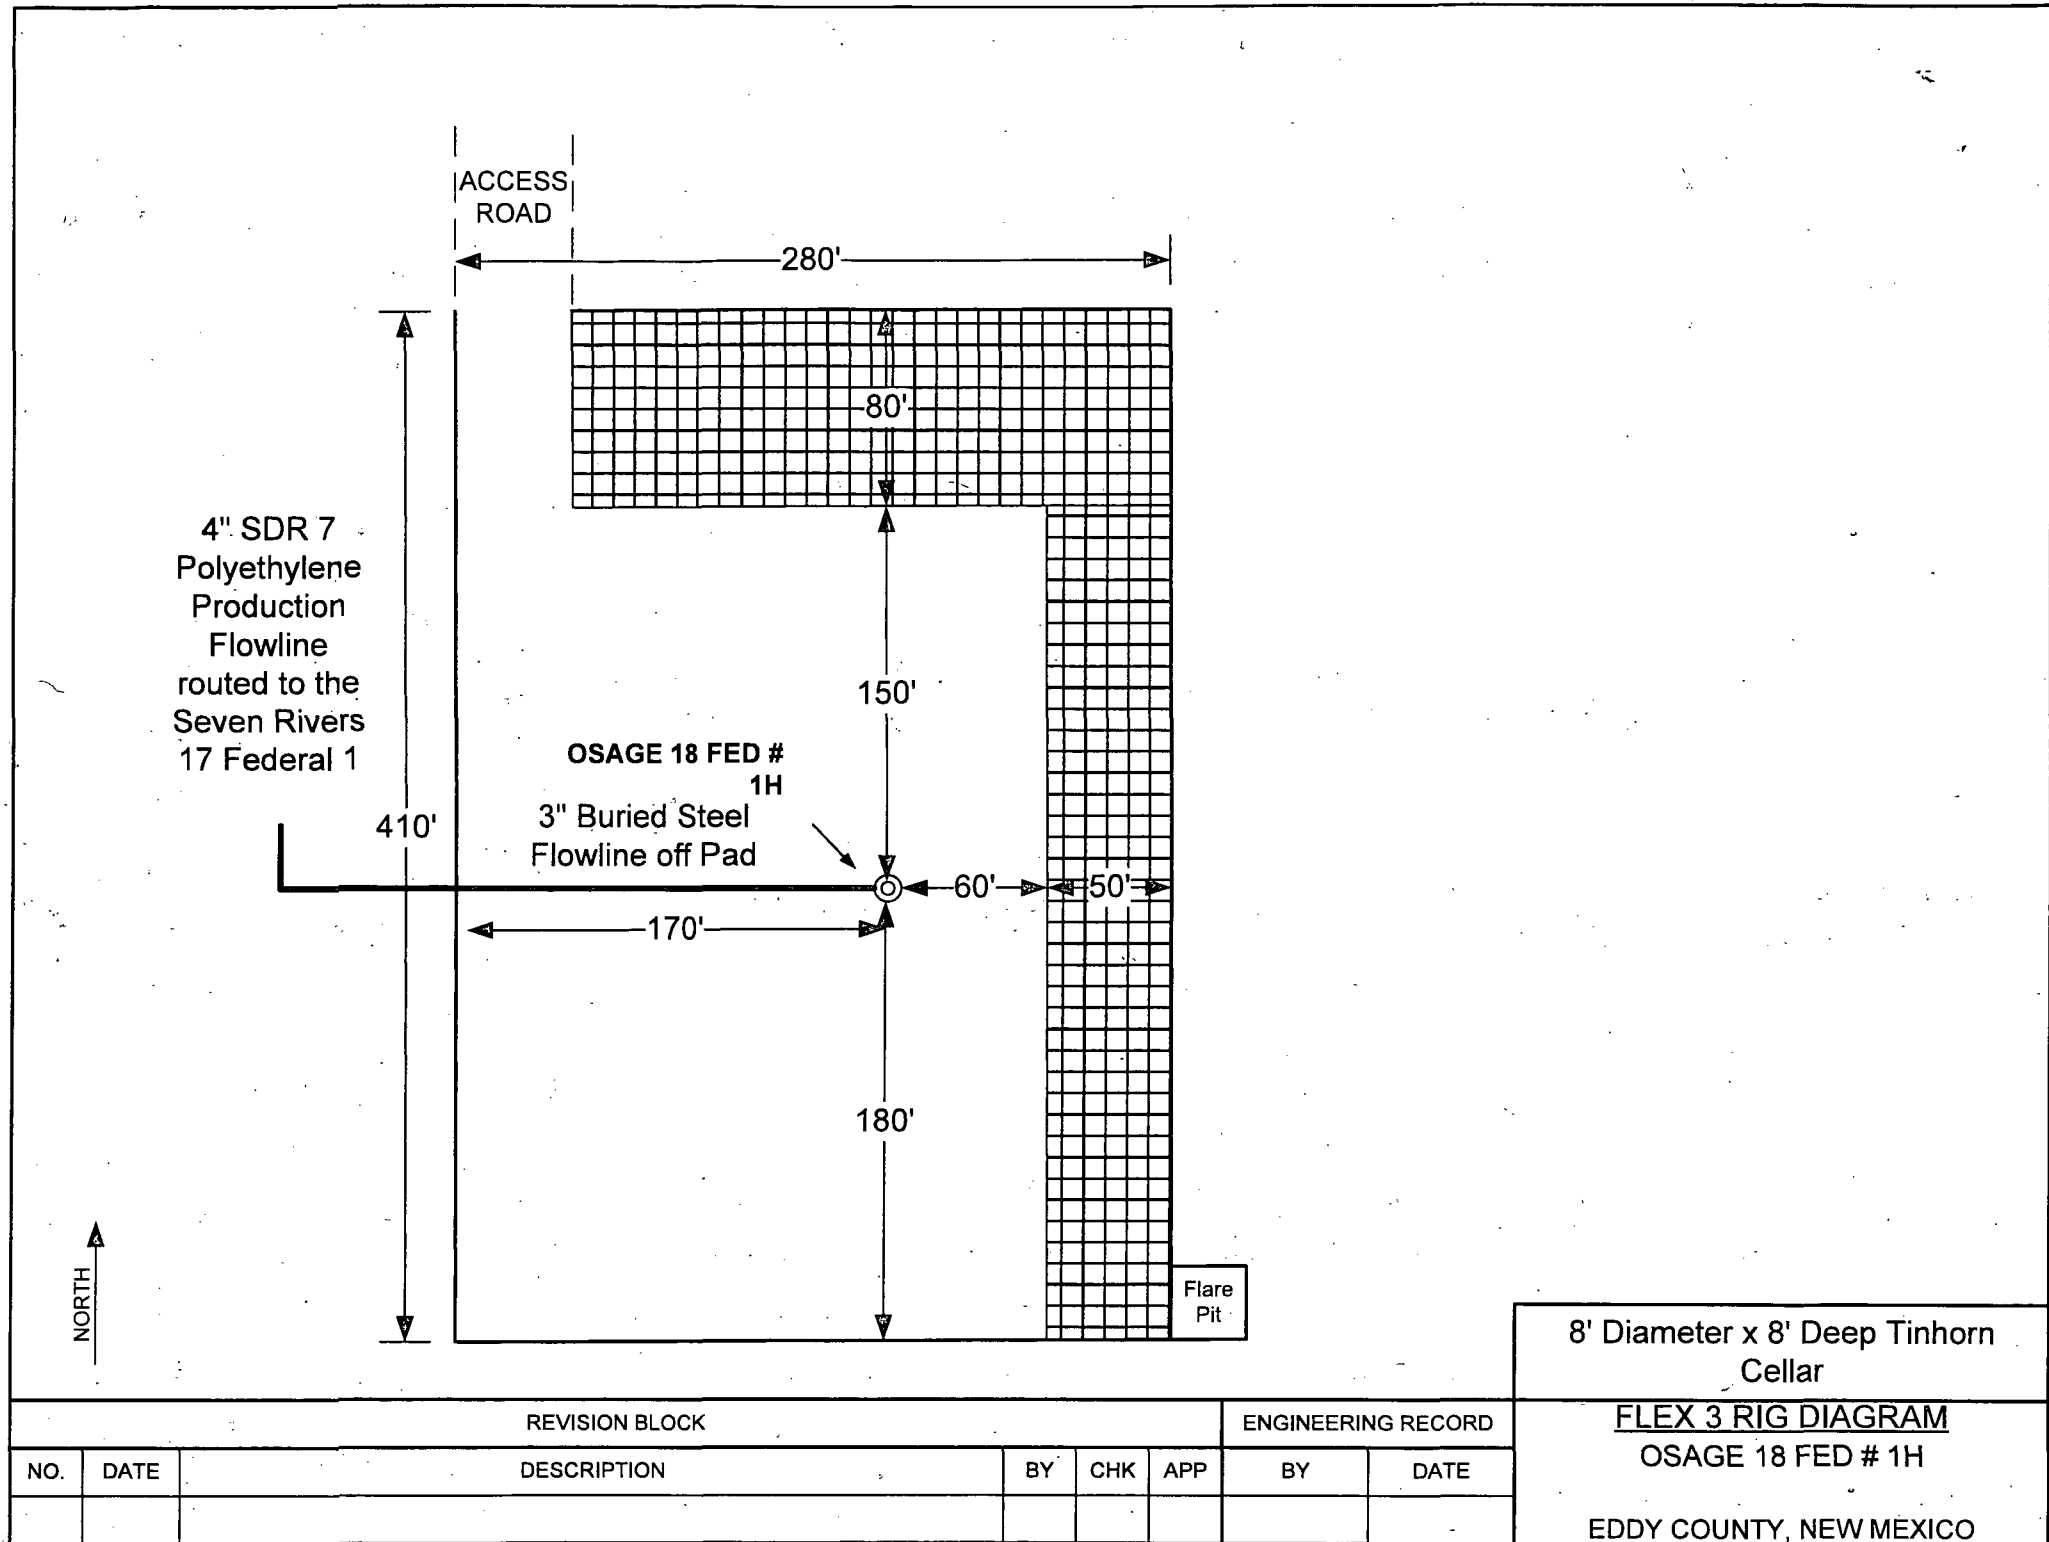 ACCESS
ROAD
280'
80'
4" SDR 7
Polyethylene
Production
Flowline
routed to the
Seven Rivers
17 Federal 1
150'
OSAGE 18 FED #
1H
3" Buried Steel
Flowline off Pad
410'
60'
50'
170'
180'
NORTH
Flare
Pit
8' Diameter x 8' Deep Tinhorn
Cellar
REVISION BLOCK
ENGINEERING RECORD
FLEX 3 RIG DIAGRAM
OSAGE 18 FED # 1H
NO. DATE DESCRIPTION BY CHK APP BY DATE
EDDY COUNTY, NEW MEXICO